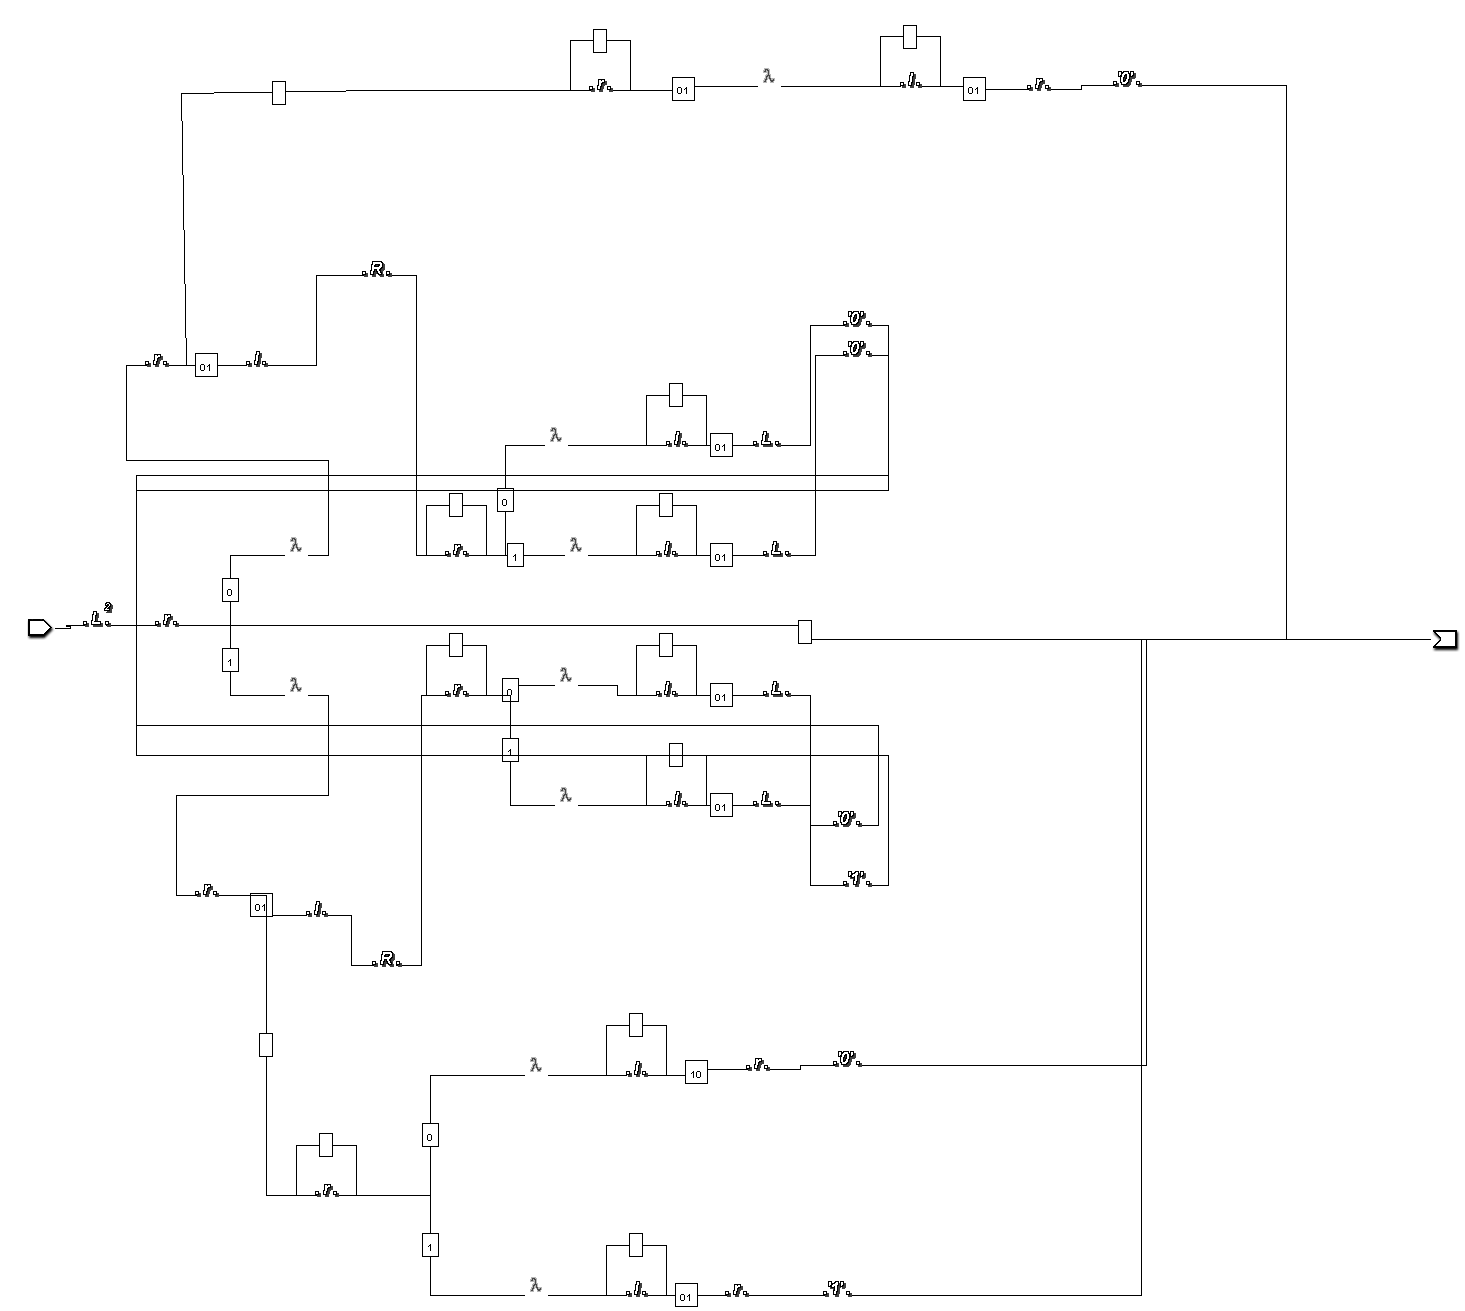 .r. 01 λ .l. 01 .r. .'0'.
.R.
.'0'.
.r. 01 .l. .'0'.
λ .l. 01 .L.
0
λ .r. 1 λ .l. 01 .L.
0
.L.² .r.
1
λ .r. 0 λ .l. 01 .L.
1
λ .l. 01 .L.
.'0'.
.r. 01 .l. .'1'.
.R.
λ .l. 10 .r. .'0'.
0
.r.
1
λ .l. 01 .r. .'1'.